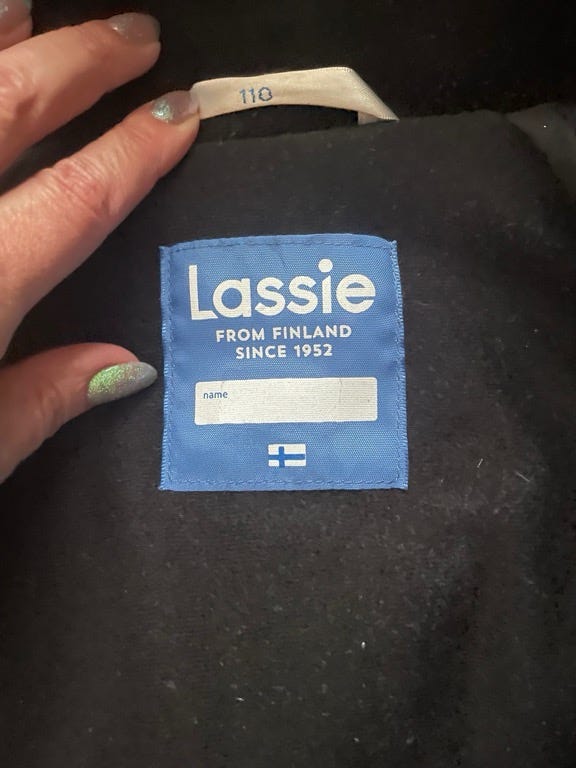 110
Lassie
FROM FINLAND
SINCE 1952
name